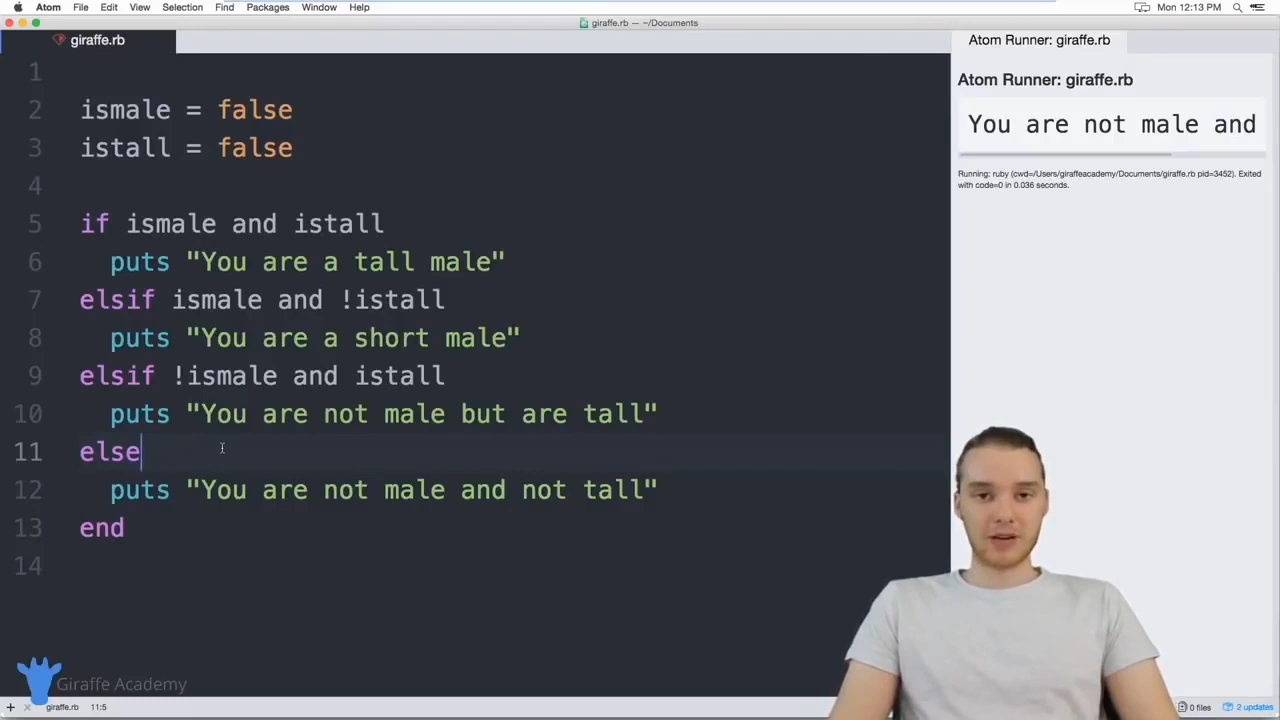 Atom File Edit View Selection Find Packages Window Help Mon 12:13 PM
giraffe.rb — ~/Documents
giraffe.rb
Atom Runner: giraffe.rb
Atom Runner: giraffe.rb
You are not male and
Running: ruby (cwd=/Users/giraffeacademy/Documents/giraffe.rb pid=3452). Exited
with code=0 in 0.036 seconds.
1
2 ismale = false
3 istall = false
4
5 if ismale and istall
6 puts "You are a tall male"
7 elsif ismale and !istall
8 puts "You are a short male"
9 elsif !ismale and istall
10 puts "You are not male but are tall"
11 else
12 puts "You are not male and not tall"
13 end
14
Giraffe Academy
giraffe.rb 11:5 0 files 2 updates